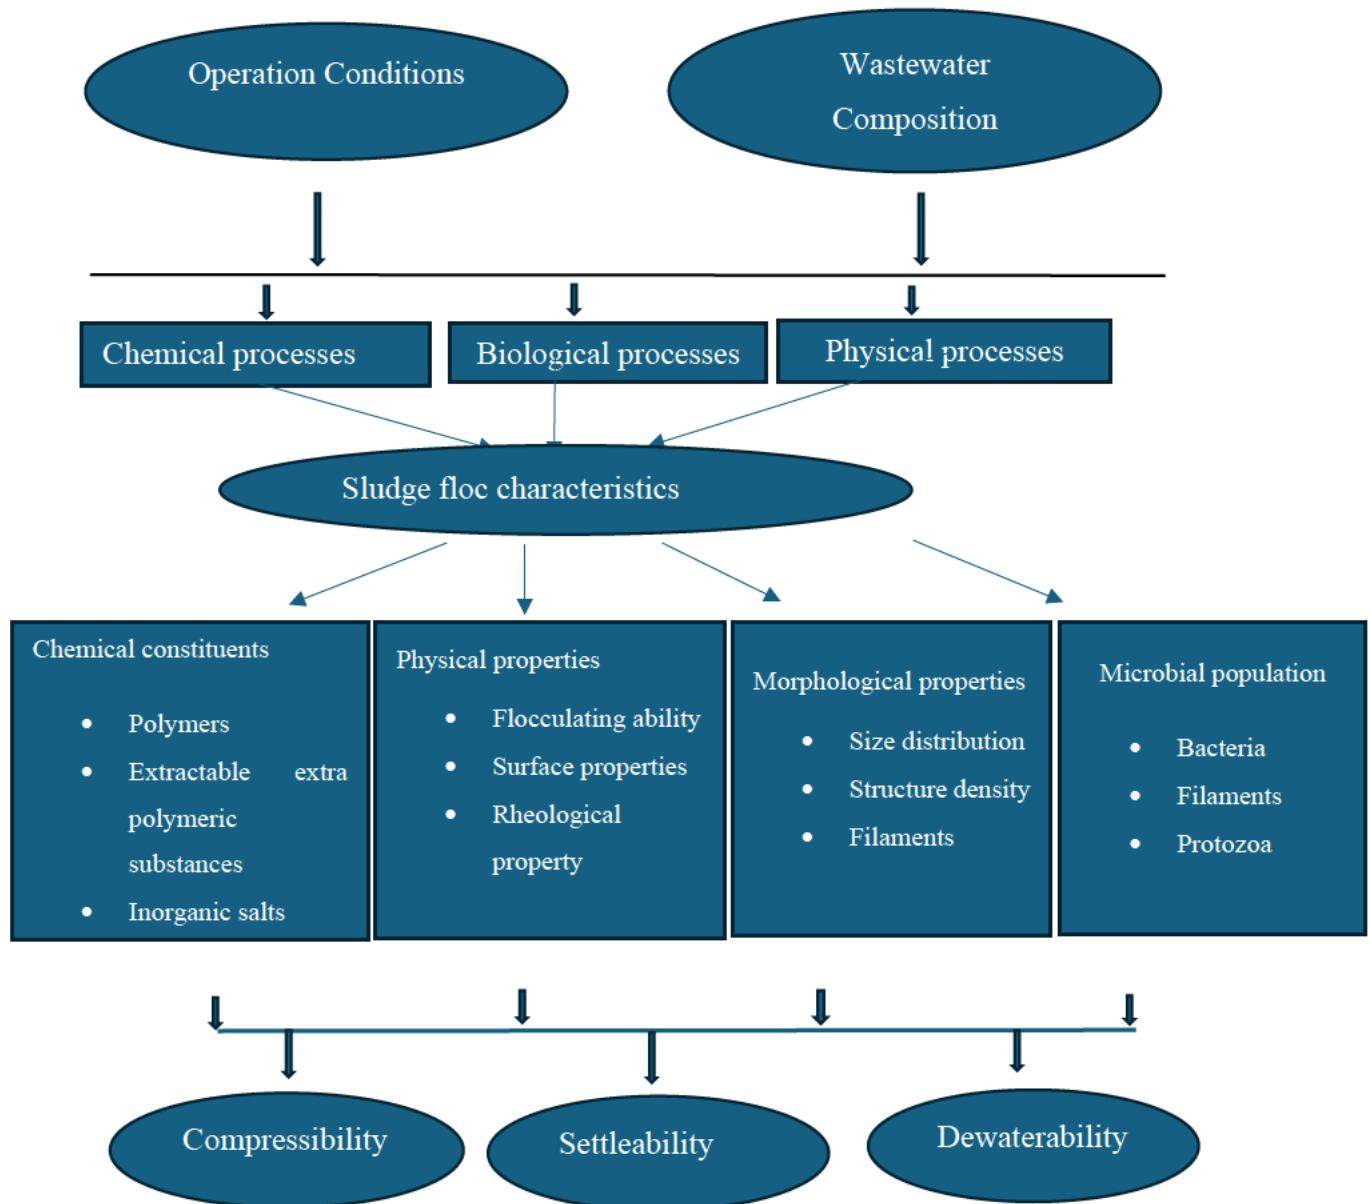 Operation Conditions
Wastewater
Composition
Chemical processes
Biological processes
Physical processes
Sludge floc characteristics
Chemical constituents
• Polymers
• Extractable extra
polymeric
substances
• Inorganic salts
Physical properties
• Flocculating ability
• Surface properties
• Rheological
property
Morphological properties
• Size distribution
• Structure density
• Filaments
Microbial population
• Bacteria
• Filaments
• Protozoa
Compressibility
Settleability
Dewaterability